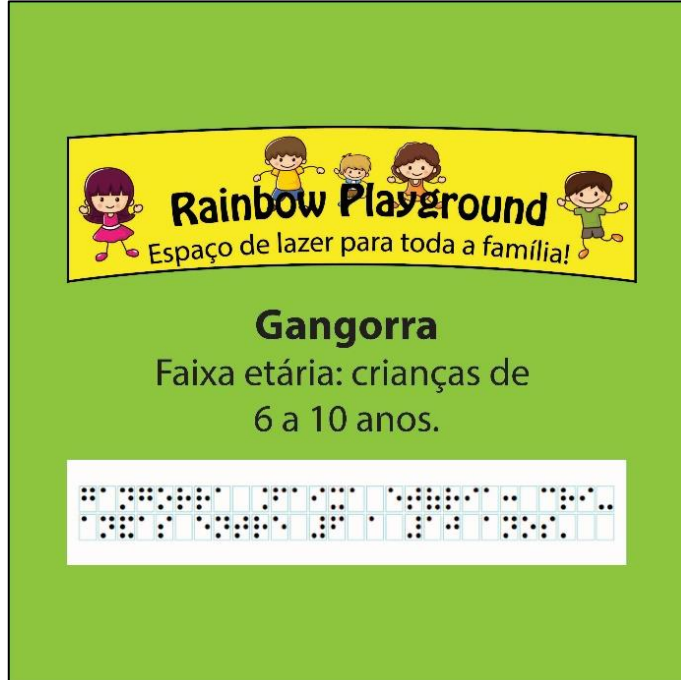 Rainbow Playground
Espaço de lazer para toda a família!
Gangorra
Faixa etária: crianças de
6 a 10 anos.